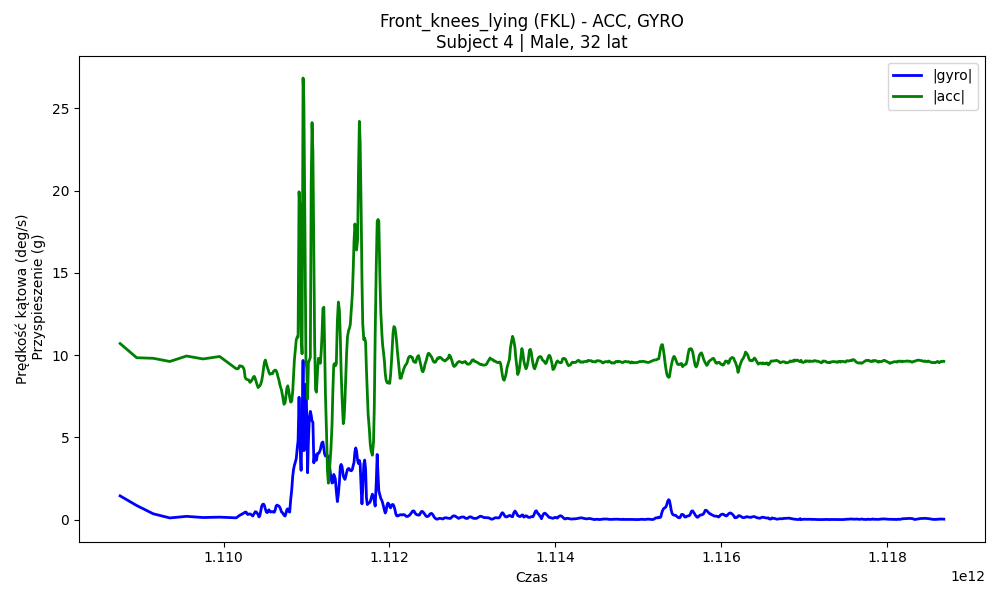 Front_knees_lying (FKL) - ACC, GYRO
Subject 4 | Male, 32 lat
|gyro|
|acc|
Prędkość kątowa (deg/s)
Przyspieszenie (g)
25
20
15
10
5
0
1.110
1.112
1.114
1.116
1.118
1e12
Czas